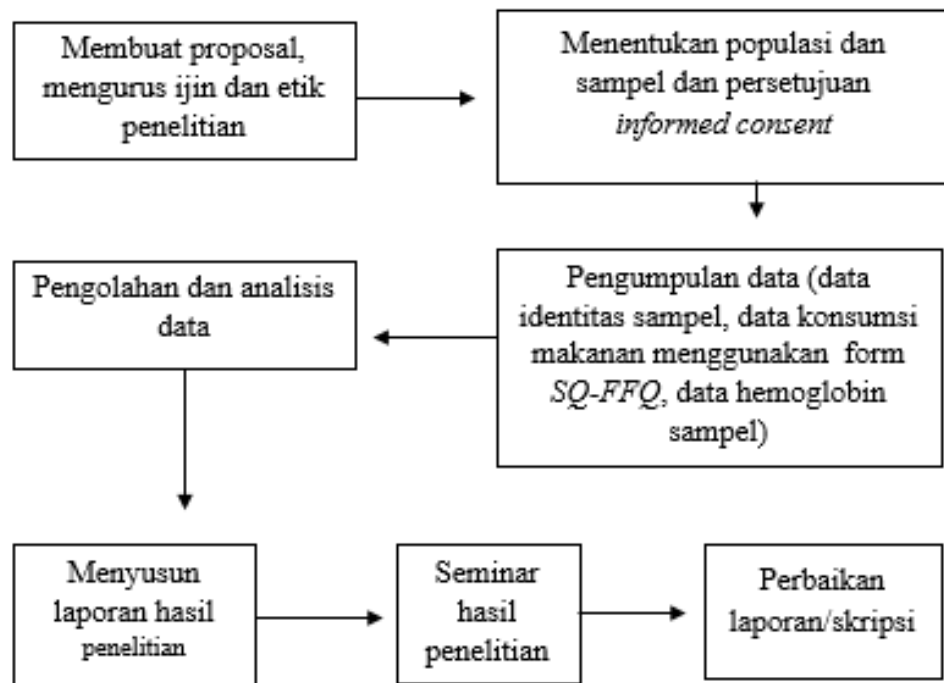 Membuat proposal,
mengurus ijin dan etik
penelitian
Menentukan populasi dan
sampel dan persetujuan
informed consent
Pengumpulan data (data
identitas sampel, data konsumsi
makanan menggunakan form
SQ-FFQ, data hemoglobin
sampel)
Pengolahan dan analisis
data
Menyusun
laporan hasil
penelitian
Seminar
hasil
penelitian
Perbaikan
laporan/skripsi